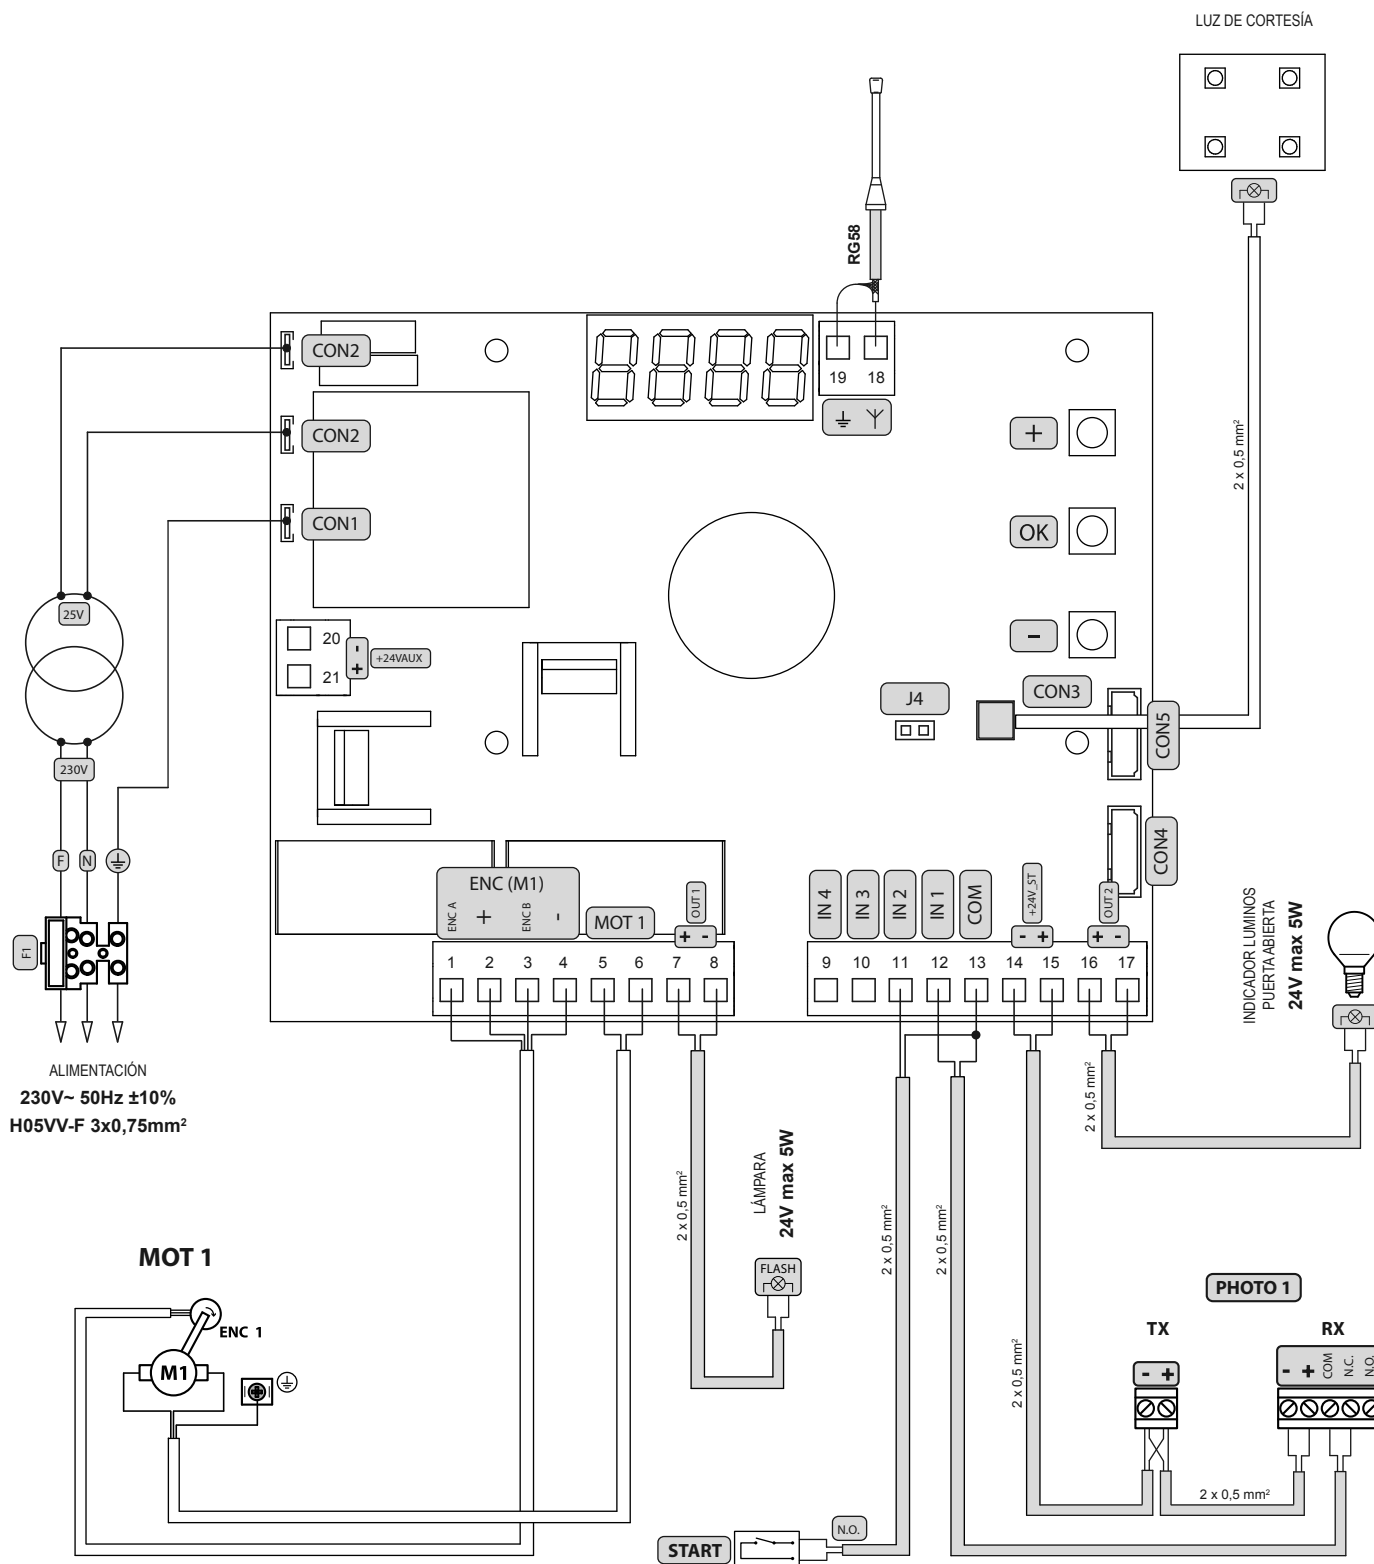 LUZ DE CORTESÍA
RG58
2 x 0,5 mm²
CON2
19 18
CON2
+
CON1
OK
25V
20 -
21 +
+24VAUX
-
J4
CON3
CON5
230V
F N
CON4
ENC (M1)
ENC A + ENC B -
MOT 1
OUT 1
+ -
IN 4
IN 3
IN 2
IN 1
COM
+24V_ST
- +
OUT 2
+ -
F1
1 2 3 4 5 6 7 8
9 10 11 12 13 14 15 16 17
INDICADOR LUMINOS
PUERTA ABIERTA
24V max 5W
ALIMENTACIÓN
230V~ 50Hz ±10%
H05VV-F 3x0,75mm²
2 x 0,5 mm²
LÁMPARA
24V max 5W
2 x 0,5 mm²
FLASH
2 x 0,5 mm²
2 x 0,5 mm²
MOT 1
ENC 1
M1
PHOTO 1
TX
RX
- +
- + COM N.C. N.O.
2 x 0,5 mm²
2 x 0,5 mm²
N.O.
START